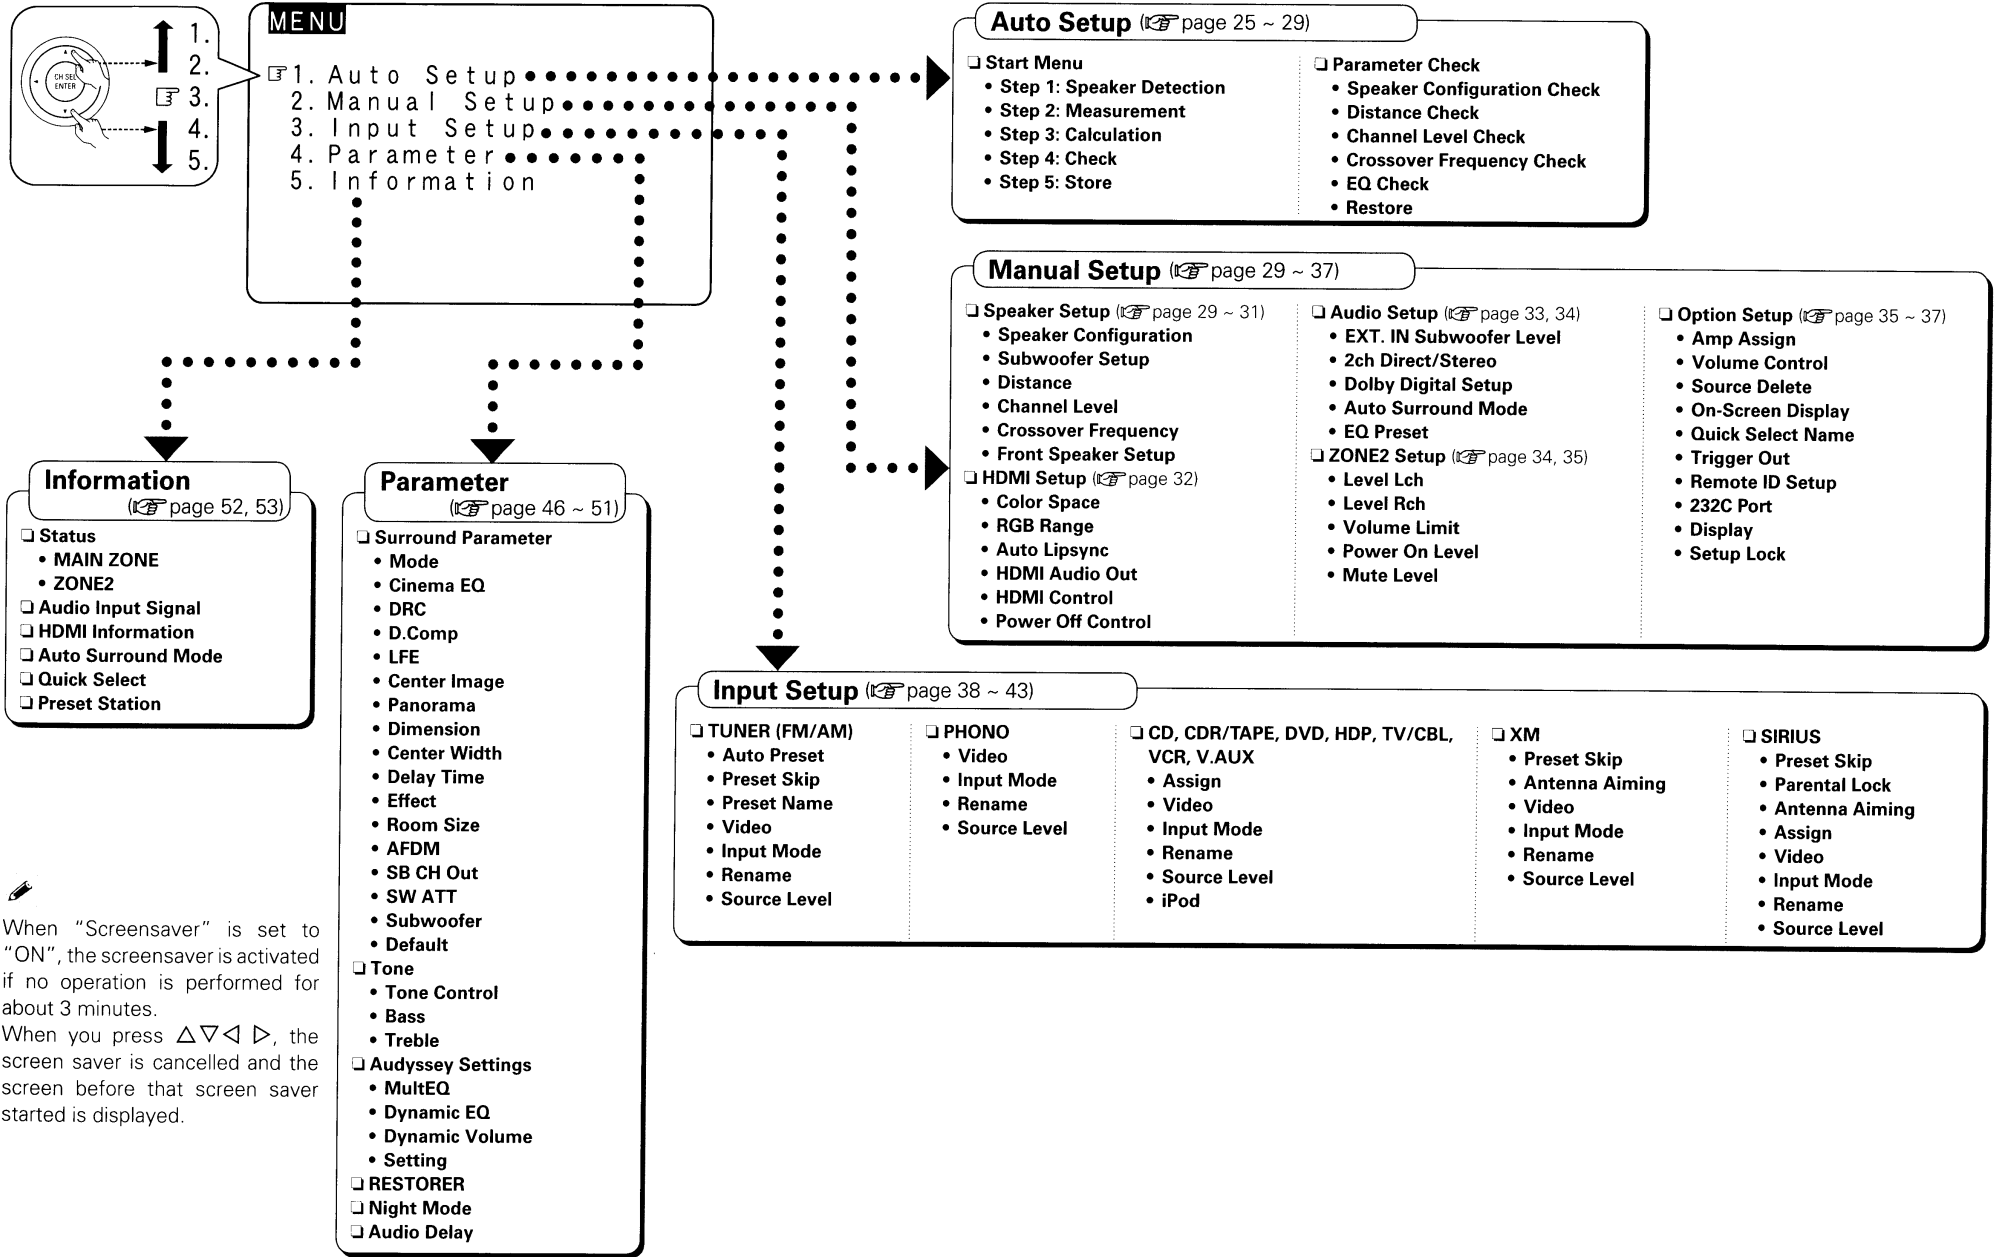 1.
2.
3.
4.
5.
CH SEL
ENTER
MENU
1. Auto Setup
2. Manual Setup
3. Input Setup
4. Parameter
5. Information
Auto Setup (page 25 ~ 29)
❏ Start Menu
• Step 1: Speaker Detection
• Step 2: Measurement
• Step 3: Calculation
• Step 4: Check
• Step 5: Store
❏ Parameter Check
• Speaker Configuration Check
• Distance Check
• Channel Level Check
• Crossover Frequency Check
• EQ Check
• Restore
Manual Setup (page 29 ~ 37)
❏ Speaker Setup (page 29 ~ 31)
• Speaker Configuration
• Subwoofer Setup
• Distance
• Channel Level
• Crossover Frequency
• Front Speaker Setup
❏ HDMI Setup (page 32)
• Color Space
• RGB Range
• Auto Lipsync
• HDMI Audio Out
• HDMI Control
• Power Off Control
❏ Audio Setup (page 33, 34)
• EXT. IN Subwoofer Level
• 2ch Direct/Stereo
• Dolby Digital Setup
• Auto Surround Mode
• EQ Preset
❏ ZONE2 Setup (page 34, 35)
• Level Lch
• Level Rch
• Volume Limit
• Power On Level
• Mute Level
❏ Option Setup (page 35 ~ 37)
• Amp Assign
• Volume Control
• Source Delete
• On-Screen Display
• Quick Select Name
• Trigger Out
• Remote ID Setup
• 232C Port
• Display
• Setup Lock
Information
(page 52, 53)
❏ Status
• MAIN ZONE
• ZONE2
❏ Audio Input Signal
❏ HDMI Information
❏ Auto Surround Mode
❏ Quick Select
❏ Preset Station
Parameter
(page 46 ~ 51)
❏ Surround Parameter
• Mode
• Cinema EQ
• DRC
• D.Comp
• LFE
• Center Image
• Panorama
• Dimension
• Center Width
• Delay Time
• Effect
• Room Size
• AFDM
• SB CH Out
• SW ATT
• Subwoofer
• Default
❏ Tone
• Tone Control
• Bass
• Treble
❏ Audyssey Settings
• MultEQ
• Dynamic EQ
• Dynamic Volume
• Setting
❏ RESTORER
❏ Night Mode
❏ Audio Delay
Input Setup (page 38 ~ 43)
❏ TUNER (FM/AM)
• Auto Preset
• Preset Skip
• Preset Name
• Video
• Input Mode
• Rename
• Source Level
❏ PHONO
• Video
• Input Mode
• Rename
• Source Level
❏ CD, CDR/TAPE, DVD, HDP, TV/CBL,
VCR, V.AUX
• Assign
• Video
• Input Mode
• Rename
• Source Level
• iPod
❏ XM
• Preset Skip
• Antenna Aiming
• Video
• Input Mode
• Rename
• Source Level
❏ SIRIUS
• Preset Skip
• Parental Lock
• Antenna Aiming
• Assign
• Video
• Input Mode
• Rename
• Source Level
When "Screensaver" is set to
"ON", the screensaver is activated
if no operation is performed for
about 3 minutes.
When you press △▽◁ ▷, the
screen saver is cancelled and the
screen before that screen saver
started is displayed.